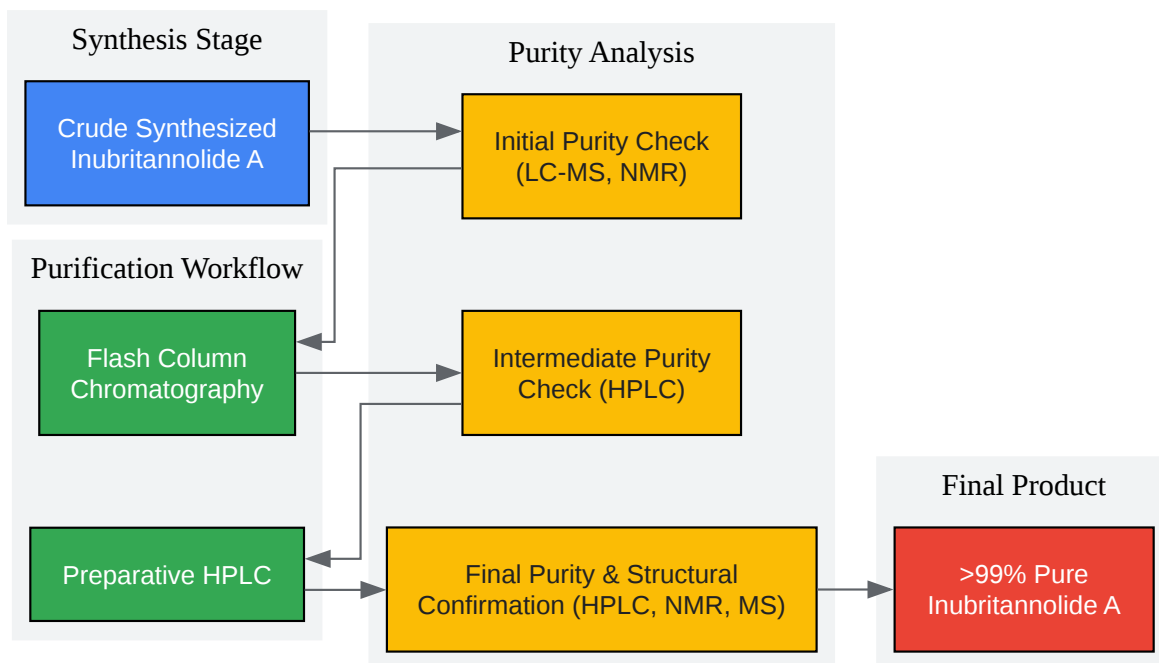 Synthesis Stage
Crude Synthesized
Inubritannolide A
Purity Analysis
Initial Purity Check
(LC-MS, NMR)
Purification Workflow
Flash Column
Chromatography
Intermediate Purity
Check (HPLC)
Preparative HPLC
Final Purity & Structural
Confirmation (HPLC, NMR, MS)
Final Product
>99% Pure
Inubritannolide A